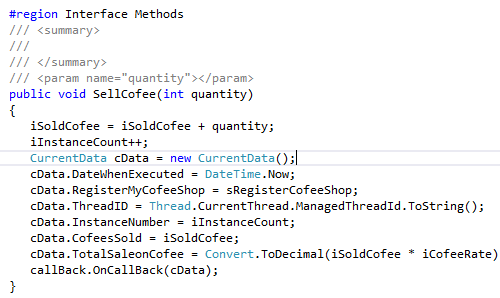 #region Interface Methods
/// <summary>
///
/// </summary>
/// <param name="quantity"></param>
public void SellCofee(int quantity)
{
iSoldCofee = iSoldCofee + quantity;
iInstanceCount++;
CurrentData cData = new CurrentData();
cData.DateWhenExecuted = DateTime.Now;
cData.RegisterMyCofeeShop = sRegisterCofeeShop;
cData.ThreadID = Thread.CurrentThread.ManagedThreadId.ToString();
cData.InstanceNumber = iInstanceCount;
cData.CofeesSold = iSoldCofee;
cData.TotalSaleonCofee = Convert.ToDecimal(iSoldCofee * iCofeeRate)
callBack.OnCallBack(cData);
}